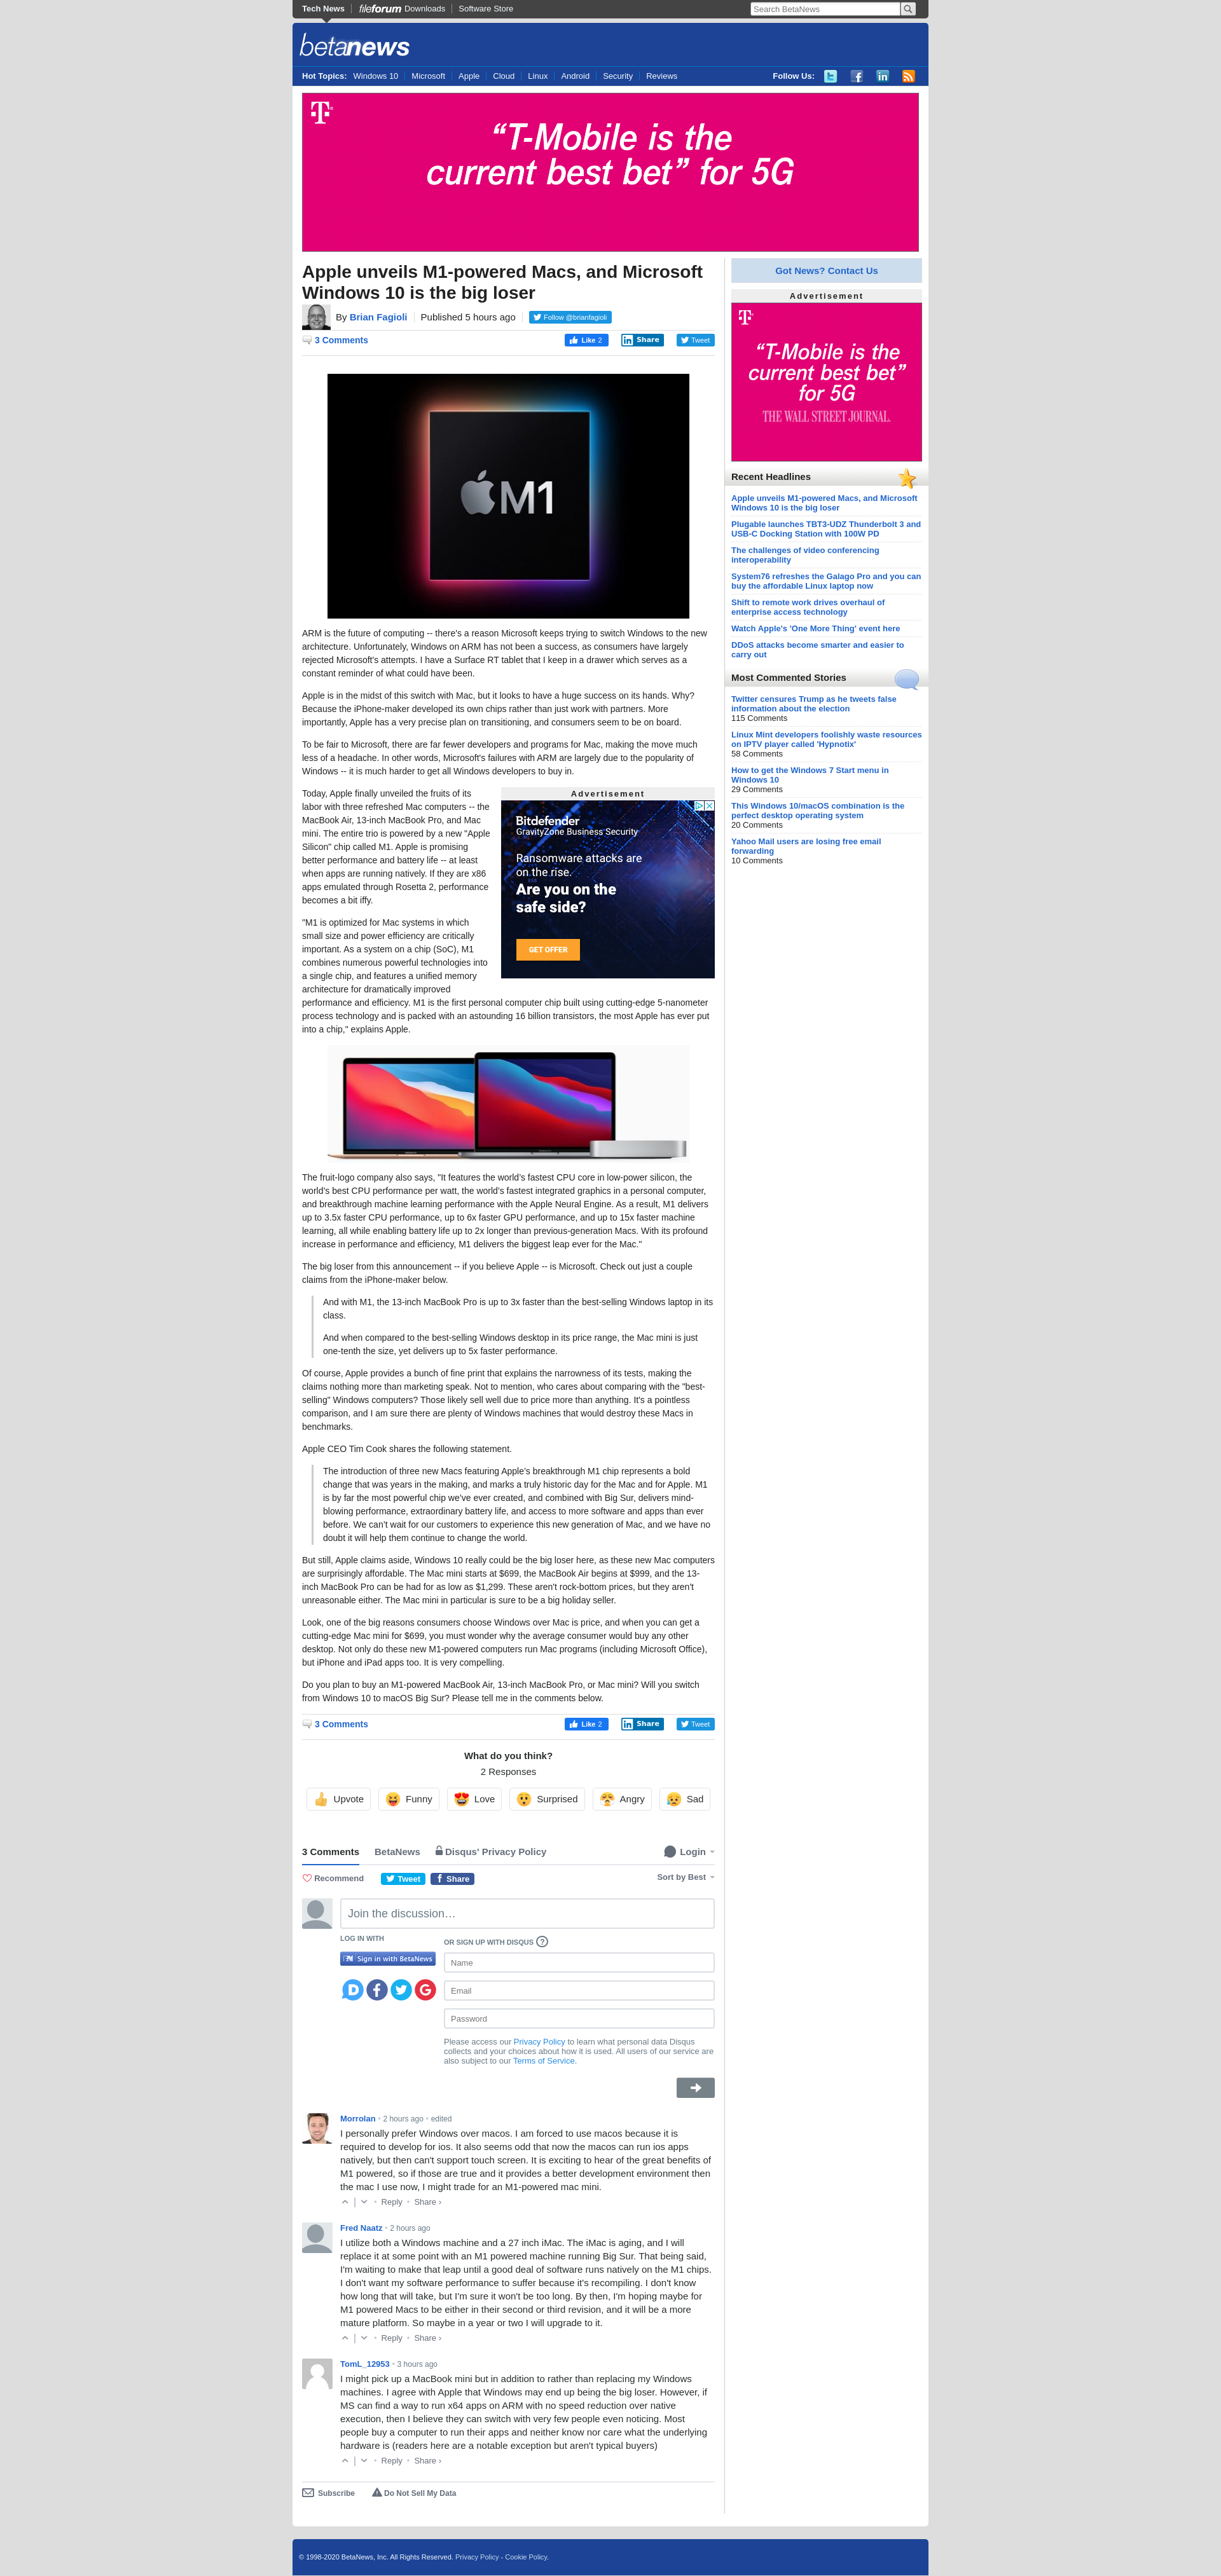 Tech News
fileforum Downloads
Software Store
Search BetaNews
betanews
Hot Topics: Windows 10 Microsoft Apple Cloud Linux Android Security Reviews
Follow Us:
T
“T-Mobile is the
current best bet” for 5G
Apple unveils M1-powered Macs, and Microsoft
Windows 10 is the big loser
By Brian Fagioli Published 5 hours ago Follow @brianfagioli
3 Comments
Like 2 Share Tweet
M1
ARM is the future of computing -- there's a reason Microsoft keeps trying to switch Windows to the new
architecture. Unfortunately, Windows on ARM has not been a success, as consumers have largely
rejected Microsoft's attempts. I have a Surface RT tablet that I keep in a drawer which serves as a
constant reminder of what could have been.
Apple is in the midst of this switch with Mac, but it looks to have a huge success on its hands. Why?
Because the iPhone-maker developed its own chips rather than just work with partners. More
importantly, Apple has a very precise plan on transitioning, and consumers seem to be on board.
To be fair to Microsoft, there are far fewer developers and programs for Mac, making the move much
less of a headache. In other words, Microsoft's failures with ARM are largely due to the popularity of
Windows -- it is much harder to get all Windows developers to buy in.
Today, Apple finally unveiled the fruits of its
labor with three refreshed Mac computers -- the
MacBook Air, 13-inch MacBook Pro, and Mac
mini. The entire trio is powered by a new "Apple
Silicon" chip called M1. Apple is promising
better performance and battery life -- at least
when apps are running natively. If they are x86
apps emulated through Rosetta 2, performance
becomes a bit iffy.
Advertisement
Bitdefender
GravityZone Business Security
Ransomware attacks are
on the rise.
Are you on the
safe side?
GET OFFER
"M1 is optimized for Mac systems in which
small size and power efficiency are critically
important. As a system on a chip (SoC), M1
combines numerous powerful technologies into
a single chip, and features a unified memory
architecture for dramatically improved
performance and efficiency. M1 is the first personal computer chip built using cutting-edge 5-nanometer
process technology and is packed with an astounding 16 billion transistors, the most Apple has ever put
into a chip," explains Apple.
The fruit-logo company also says, "It features the world’s fastest CPU core in low-power silicon, the
world’s best CPU performance per watt, the world’s fastest integrated graphics in a personal computer,
and breakthrough machine learning performance with the Apple Neural Engine. As a result, M1 delivers
up to 3.5x faster CPU performance, up to 6x faster GPU performance, and up to 15x faster machine
learning, all while enabling battery life up to 2x longer than previous-generation Macs. With its profound
increase in performance and efficiency, M1 delivers the biggest leap ever for the Mac."
The big loser from this announcement -- if you believe Apple -- is Microsoft. Check out just a couple
claims from the iPhone-maker below.
And with M1, the 13-inch MacBook Pro is up to 3x faster than the best-selling Windows laptop in its
class.
And when compared to the best-selling Windows desktop in its price range, the Mac mini is just
one-tenth the size, yet delivers up to 5x faster performance.
Of course, Apple provides a bunch of fine print that explains the narrowness of its tests, making the
claims nothing more than marketing speak. Not to mention, who cares about comparing with the "best-
selling" Windows computers? Those likely sell well due to price more than anything. It's a pointless
comparison, and I am sure there are plenty of Windows machines that would destroy these Macs in
benchmarks.
Apple CEO Tim Cook shares the following statement.
The introduction of three new Macs featuring Apple’s breakthrough M1 chip represents a bold
change that was years in the making, and marks a truly historic day for the Mac and for Apple. M1
is by far the most powerful chip we’ve ever created, and combined with Big Sur, delivers mind-
blowing performance, extraordinary battery life, and access to more software and apps than ever
before. We can’t wait for our customers to experience this new generation of Mac, and we have no
doubt it will help them continue to change the world.
But still, Apple claims aside, Windows 10 really could be the big loser here, as these new Mac computers
are surprisingly affordable. The Mac mini starts at $699, the MacBook Air begins at $999, and the 13-
inch MacBook Pro can be had for as low as $1,299. These aren't rock-bottom prices, but they aren't
unreasonable either. The Mac mini in particular is sure to be a big holiday seller.
Look, one of the big reasons consumers choose Windows over Mac is price, and when you can get a
cutting-edge Mac mini for $699, you must wonder why the average consumer would buy any other
desktop. Not only do these new M1-powered computers run Mac programs (including Microsoft Office),
but iPhone and iPad apps too. It is very compelling.
Do you plan to buy an M1-powered MacBook Air, 13-inch MacBook Pro, or Mac mini? Will you switch
from Windows 10 to macOS Big Sur? Please tell me in the comments below.
3 Comments
Like 2 Share Tweet
What do you think?
2 Responses
Upvote Funny Love Surprised Angry Sad
3 Comments BetaNews Disqus' Privacy Policy Login
Recommend Tweet Share Sort by Best
Join the discussion…
LOG IN WITH
Sign in with BetaNews
OR SIGN UP WITH DISQUS ?
Name
Email
Password
Please access our Privacy Policy to learn what personal data Disqus
collects and your choices about how it is used. All users of our service are
also subject to our Terms of Service.
Morrolan • 2 hours ago • edited
I personally prefer Windows over macos. I am forced to use macos because it is
required to develop for ios. It also seems odd that now the macos can run ios apps
natively, but then can't support touch screen. It is exciting to hear of the great benefits of
M1 powered, so if those are true and it provides a better development environment then
the mac I use now, I might trade for an M1-powered mac mini.
• Reply • Share ›
Fred Naatz • 2 hours ago
I utilize both a Windows machine and a 27 inch iMac. The iMac is aging, and I will
replace it at some point with an M1 powered machine running Big Sur. That being said,
I'm waiting to make that leap until a good deal of software runs natively on the M1 chips.
I don't want my software performance to suffer because it's recompiling. I don't know
how long that will take, but I'm sure it won't be too long. By then, I'm hoping maybe for
M1 powered Macs to be either in their second or third revision, and it will be a more
mature platform. So maybe in a year or two I will upgrade to it.
• Reply • Share ›
TomL_12953 • 3 hours ago
I might pick up a MacBook mini but in addition to rather than replacing my Windows
machines. I agree with Apple that Windows may end up being the big loser. However, if
MS can find a way to run x64 apps on ARM with no speed reduction over native
execution, then I believe they can switch with very few people even noticing. Most
people buy a computer to run their apps and neither know nor care what the underlying
hardware is (readers here are a notable exception but aren't typical buyers)
• Reply • Share ›
Subscribe Do Not Sell My Data
Got News? Contact Us
Advertisement
T
“T-Mobile is the
current best bet”
for 5G
THE WALL STREET JOURNAL.
Recent Headlines
Apple unveils M1-powered Macs, and Microsoft
Windows 10 is the big loser
Plugable launches TBT3-UDZ Thunderbolt 3 and
USB-C Docking Station with 100W PD
The challenges of video conferencing
interoperability
System76 refreshes the Galago Pro and you can
buy the affordable Linux laptop now
Shift to remote work drives overhaul of
enterprise access technology
Watch Apple's 'One More Thing' event here
DDoS attacks become smarter and easier to
carry out
Most Commented Stories
Twitter censures Trump as he tweets false
information about the election
115 Comments
Linux Mint developers foolishly waste resources
on IPTV player called 'Hypnotix'
58 Comments
How to get the Windows 7 Start menu in
Windows 10
29 Comments
This Windows 10/macOS combination is the
perfect desktop operating system
20 Comments
Yahoo Mail users are losing free email
forwarding
10 Comments
© 1998-2020 BetaNews, Inc. All Rights Reserved. Privacy Policy - Cookie Policy.